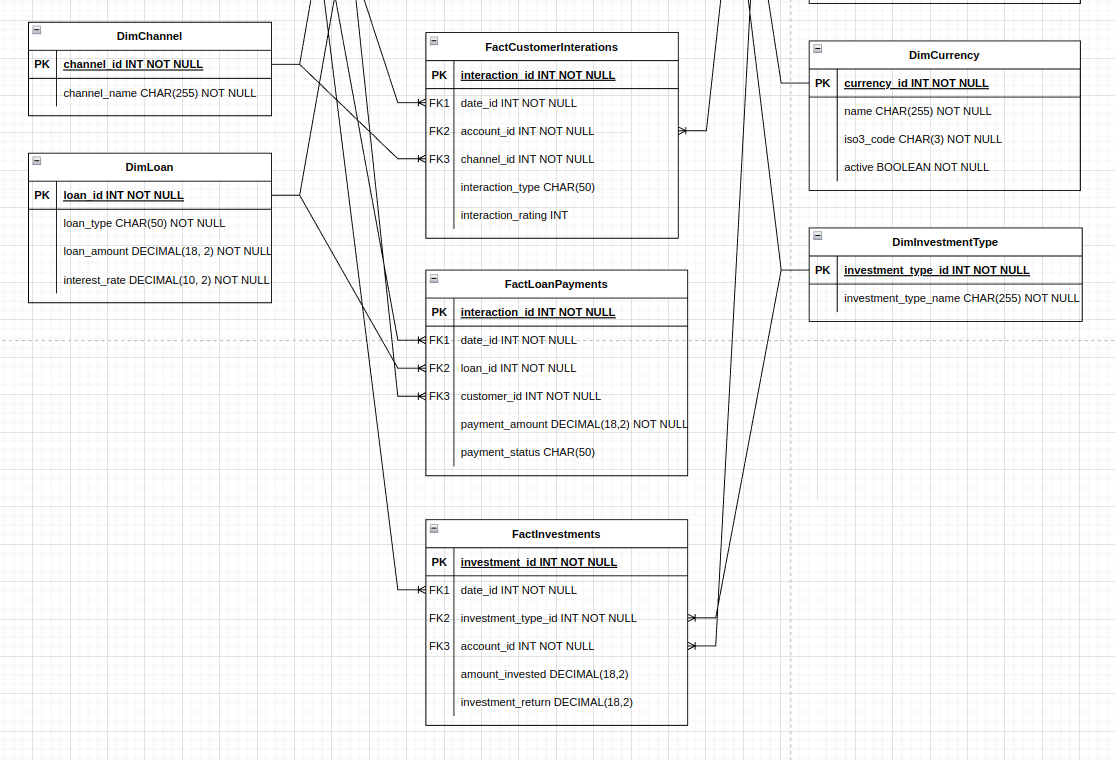 DimChannel
PK channel_id INT NOT NULL
channel_name CHAR(255) NOT NULL
DimLoan
PK loan_id INT NOT NULL
loan_type CHAR(50) NOT NULL
loan_amount DECIMAL(18, 2) NOT NULL
interest_rate DECIMAL(10, 2) NOT NULL
FactCustomerInterations
PK interaction_id INT NOT NULL
FK1 date_id INT NOT NULL
FK2 account_id INT NOT NULL
FK3 channel_id INT NOT NULL
interaction_type CHAR(50)
interaction_rating INT
FactLoanPayments
PK interaction_id INT NOT NULL
FK1 date_id INT NOT NULL
FK2 loan_id INT NOT NULL
FK3 customer_id INT NOT NULL
payment_amount DECIMAL(18,2) NOT NULL
payment_status CHAR(50)
FactInvestments
PK investment_id INT NOT NULL
FK1 date_id INT NOT NULL
FK2 investment_type_id INT NOT NULL
FK3 account_id INT NOT NULL
amount_invested DECIMAL(18,2)
investment_return DECIMAL(18,2)
DimCurrency
PK currency_id INT NOT NULL
name CHAR(255) NOT NULL
iso3_code CHAR(3) NOT NULL
active BOOLEAN NOT NULL
DimInvestmentType
PK investment_type_id INT NOT NULL
investment_type_name CHAR(255) NOT NULL